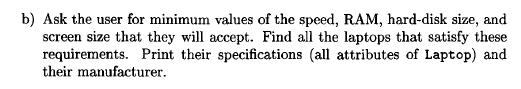 b) Ask the user for minimum values of the speed, RAM, hard-disk size, and
screen size that they will accept. Find all the laptops that satisfy these
requirements. Print their specifications (all attributes of Laptop) and
their manufacturer.